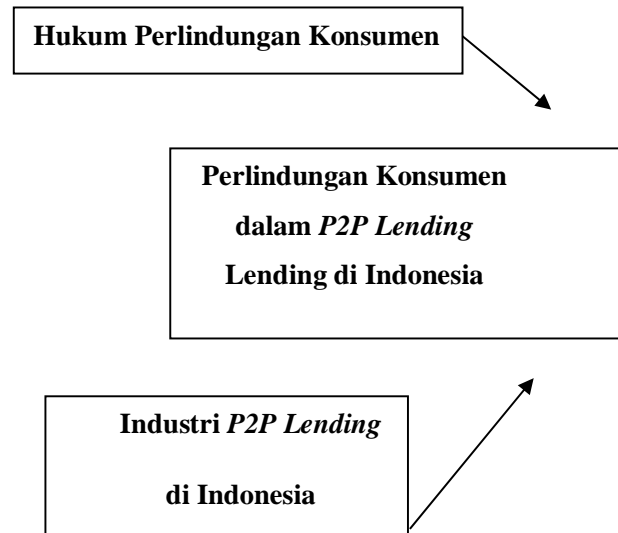 Hukum Perlindungan Konsumen
Perlindungan Konsumen
dalam P2P Lending
Lending di Indonesia
Industri P2P Lending
di Indonesia